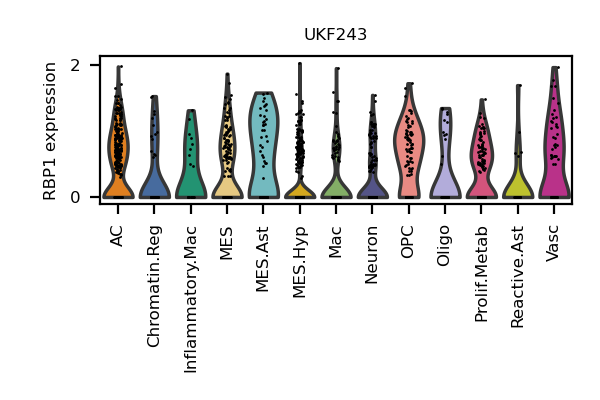 UKF243
RBP1 expression
2
0
AC
Chromatin.Reg
Inflammatory.Mac
MES
MES.Ast
MES.Hyp
Mac
Neuron
OPC
Oligo
Prolif.Metab
Reactive.Ast
Vasc